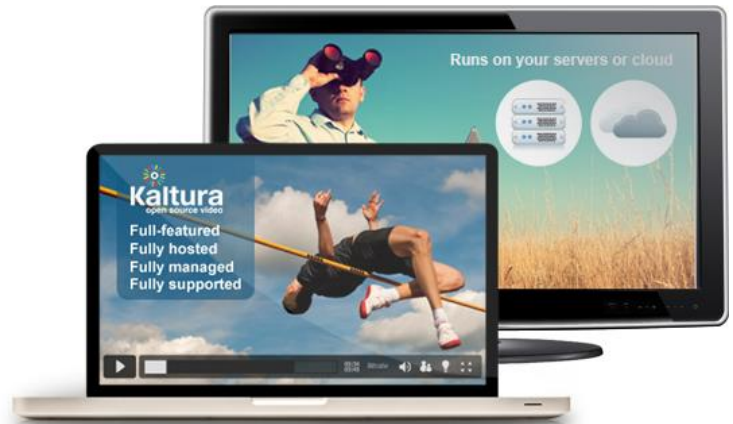 Runs on your servers or cloud
Kaltura
open source video
Full-featured
Fully hosted
Fully managed
Fully supported